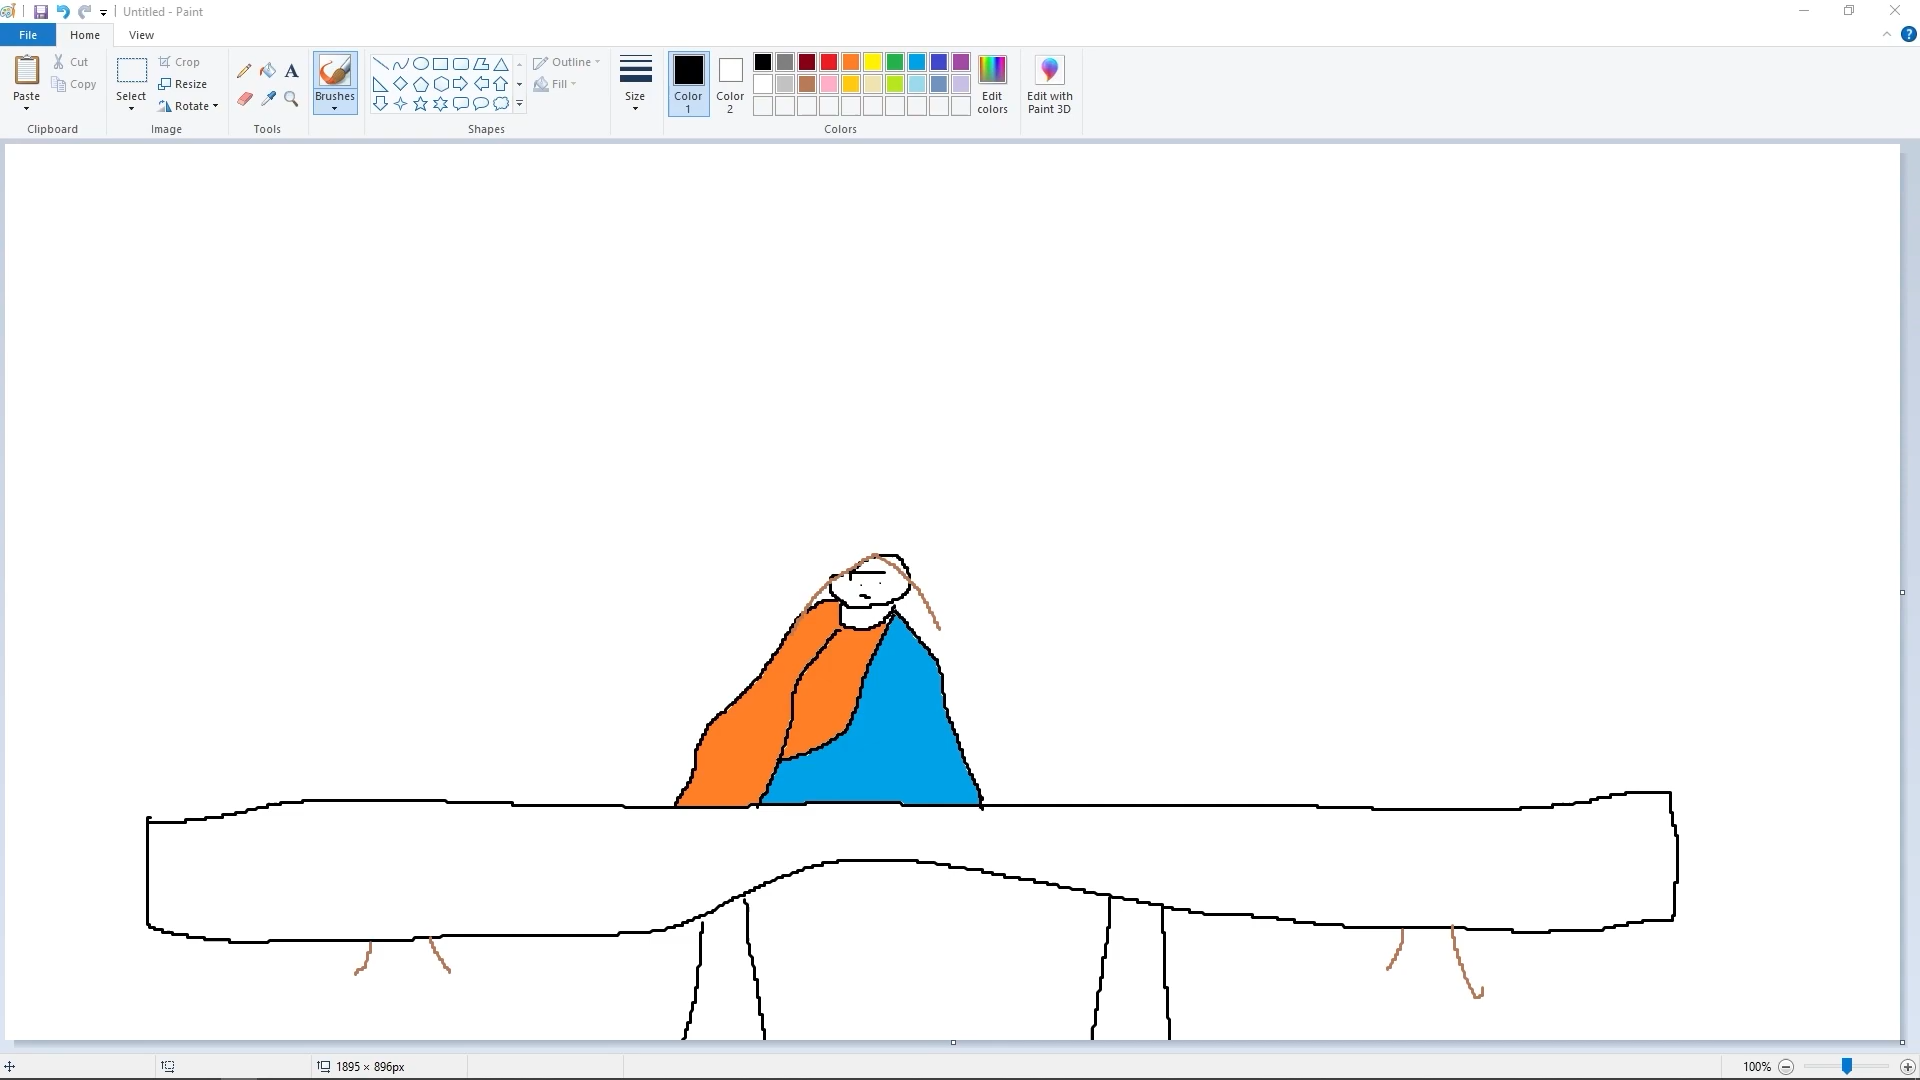 Untitled - Paint
File Home View
Paste
Cut
Copy
Clipboard
Select
Crop
Resize
Rotate
Image
A
Tools
Brushes
Shapes
Outline
Fill
Size
Color 1
Color 2
Edit colors
Colors
Edit with Paint 3D
?
1895 × 896px
100%